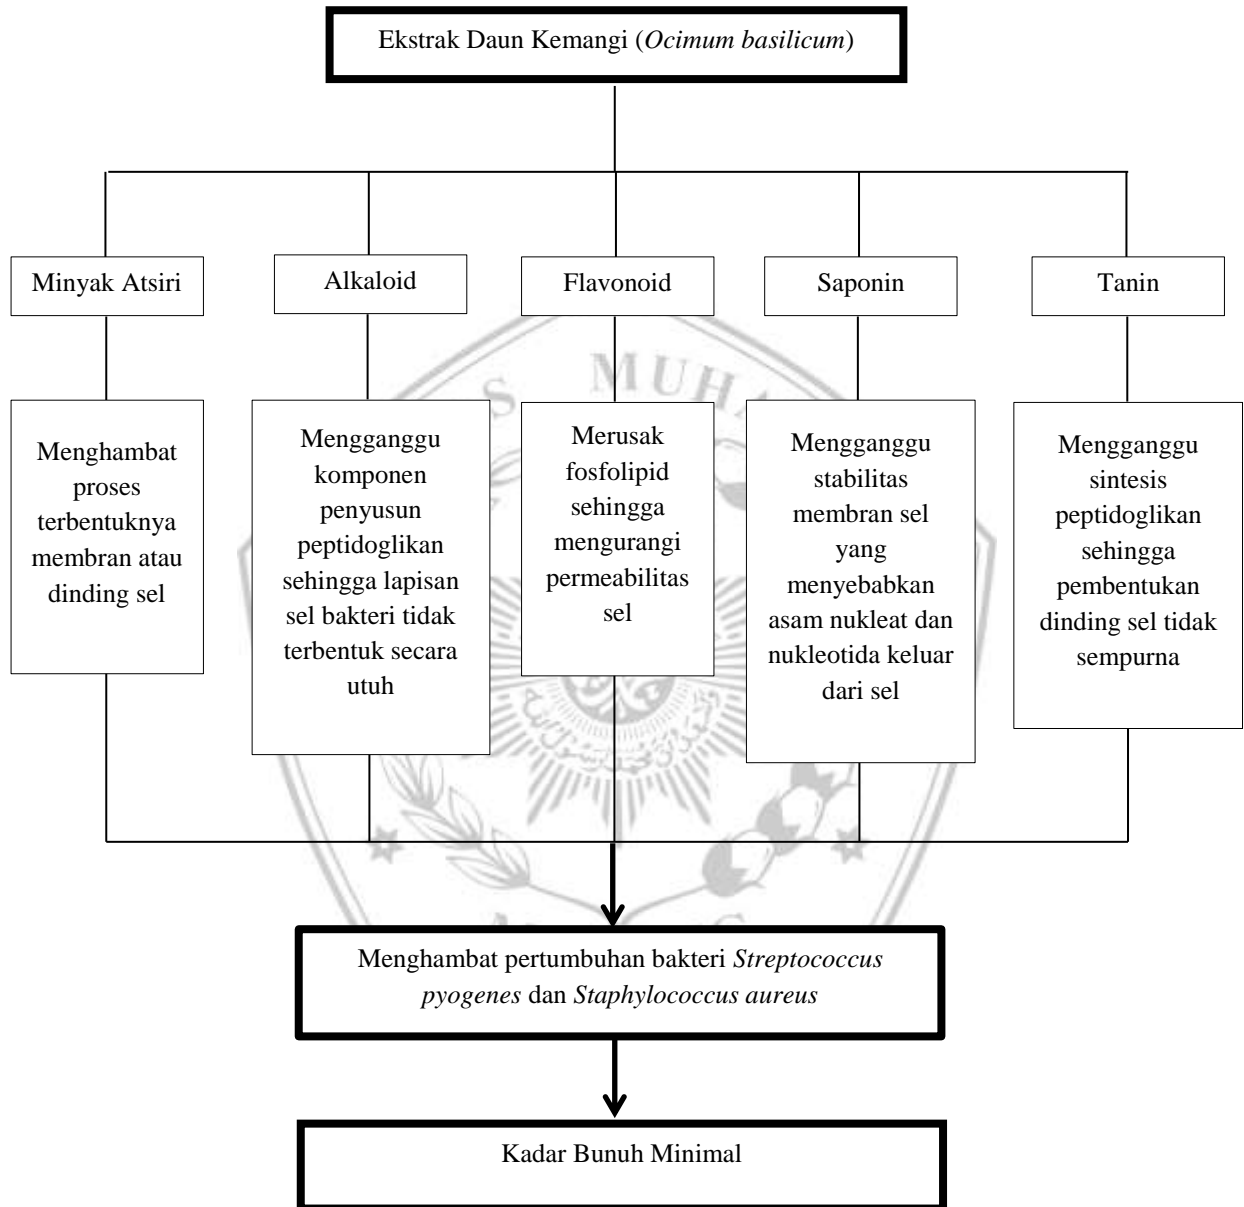 Ekstrak Daun Kemangi (Ocimum basilicum)
Minyak Atsiri
Alkaloid
Flavonoid
Saponin
Tanin
Menghambat
proses
terbentuknya
membran atau
dinding sel
Mengganggu
komponen
penyusun
peptidoglikan
sehingga lapisan
sel bakteri tidak
terbentuk secara
utuh
Merusak
fosfolipid
sehingga
mengurangi
permeabilitas
sel
Mengganggu
stabilitas
membran sel
yang
menyebabkan
asam nukleat dan
nukleotida keluar
dari sel
Mengganggu
sintesis
peptidoglikan
sehingga
pembentukan
dinding sel tidak
sempurna
S MUHA
Menghambat pertumbuhan bakteri Streptococcus
pyogenes dan Staphylococcus aureus
Kadar Bunuh Minimal